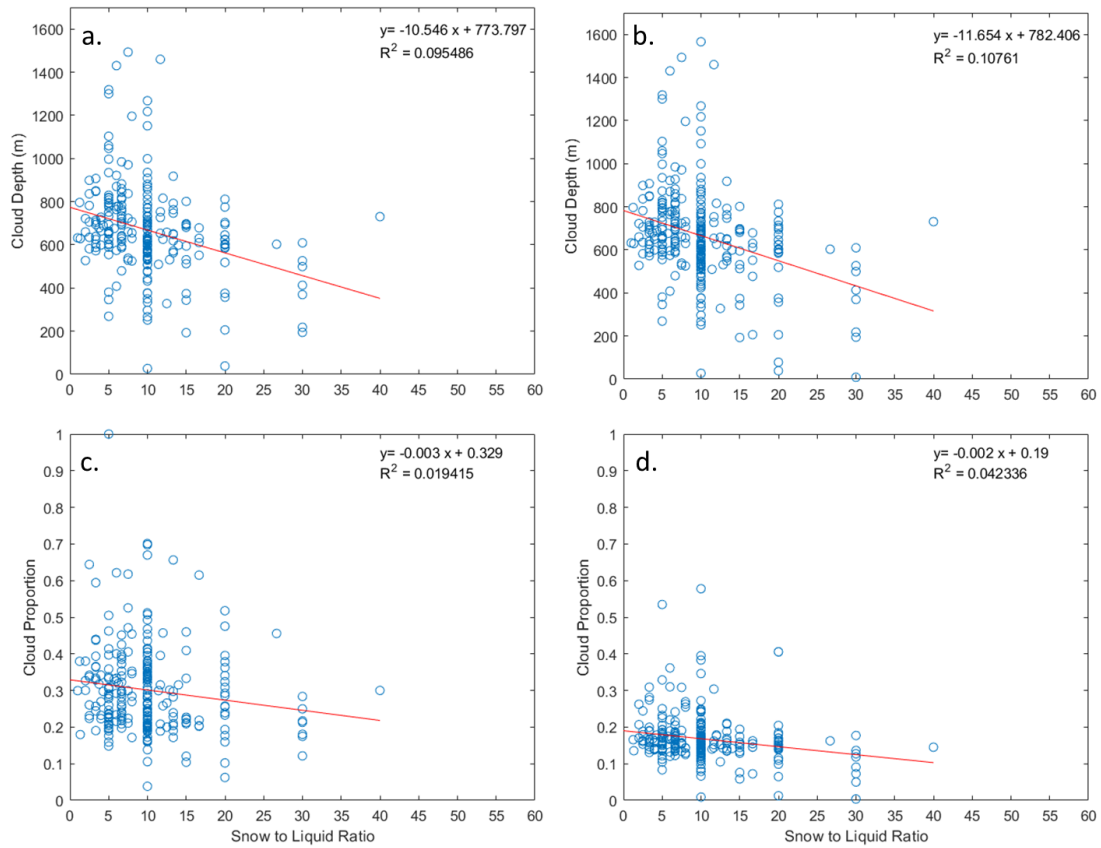 a.
y= -10.546 x + 773.797
R² = 0.095486
Cloud Depth (m)
1600
1400
1200
1000
800
600
400
200
0
0 5 10 15 20 25 30 35 40 45 50 55 60
b.
y= -11.654 x + 782.406
R² = 0.10761
Cloud Depth (m)
1600
1400
1200
1000
800
600
400
200
0
0 5 10 15 20 25 30 35 40 45 50 55 60
c.
y= -0.003 x + 0.329
R² = 0.019415
Cloud Proportion
1
0.9
0.8
0.7
0.6
0.5
0.4
0.3
0.2
0.1
0
0 5 10 15 20 25 30 35 40 45 50 55 60
Snow to Liquid Ratio
d.
y= -0.002 x + 0.19
R² = 0.042336
Cloud Proportion
1
0.9
0.8
0.7
0.6
0.5
0.4
0.3
0.2
0.1
0
0 5 10 15 20 25 30 35 40 45 50 55 60
Snow to Liquid Ratio